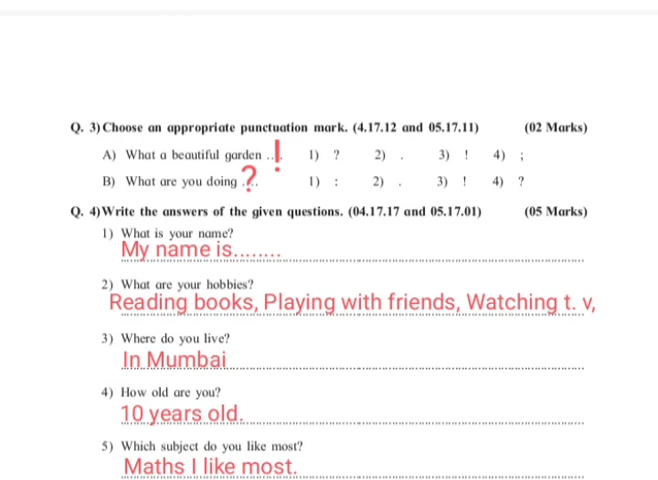 Q. 3) Choose an appropriate punctuation mark. (4.17.12 and 05.17.11) (02 Marks)
A) What a beautiful garden ..!. 1) ? 2) . 3) ! 4) ;
B) What are you doing .?.. 1) : 2) . 3) ! 4) ?
Q. 4) Write the answers of the given questions. (04.17.17 and 05.17.01) (05 Marks)
1) What is your name?
My name is........
2) What are your hobbies?
Reading books, Playing with friends, Watching t. v,
3) Where do you live?
In Mumbai
4) How old are you?
10 years old.
5) Which subject do you like most?
Maths I like most.